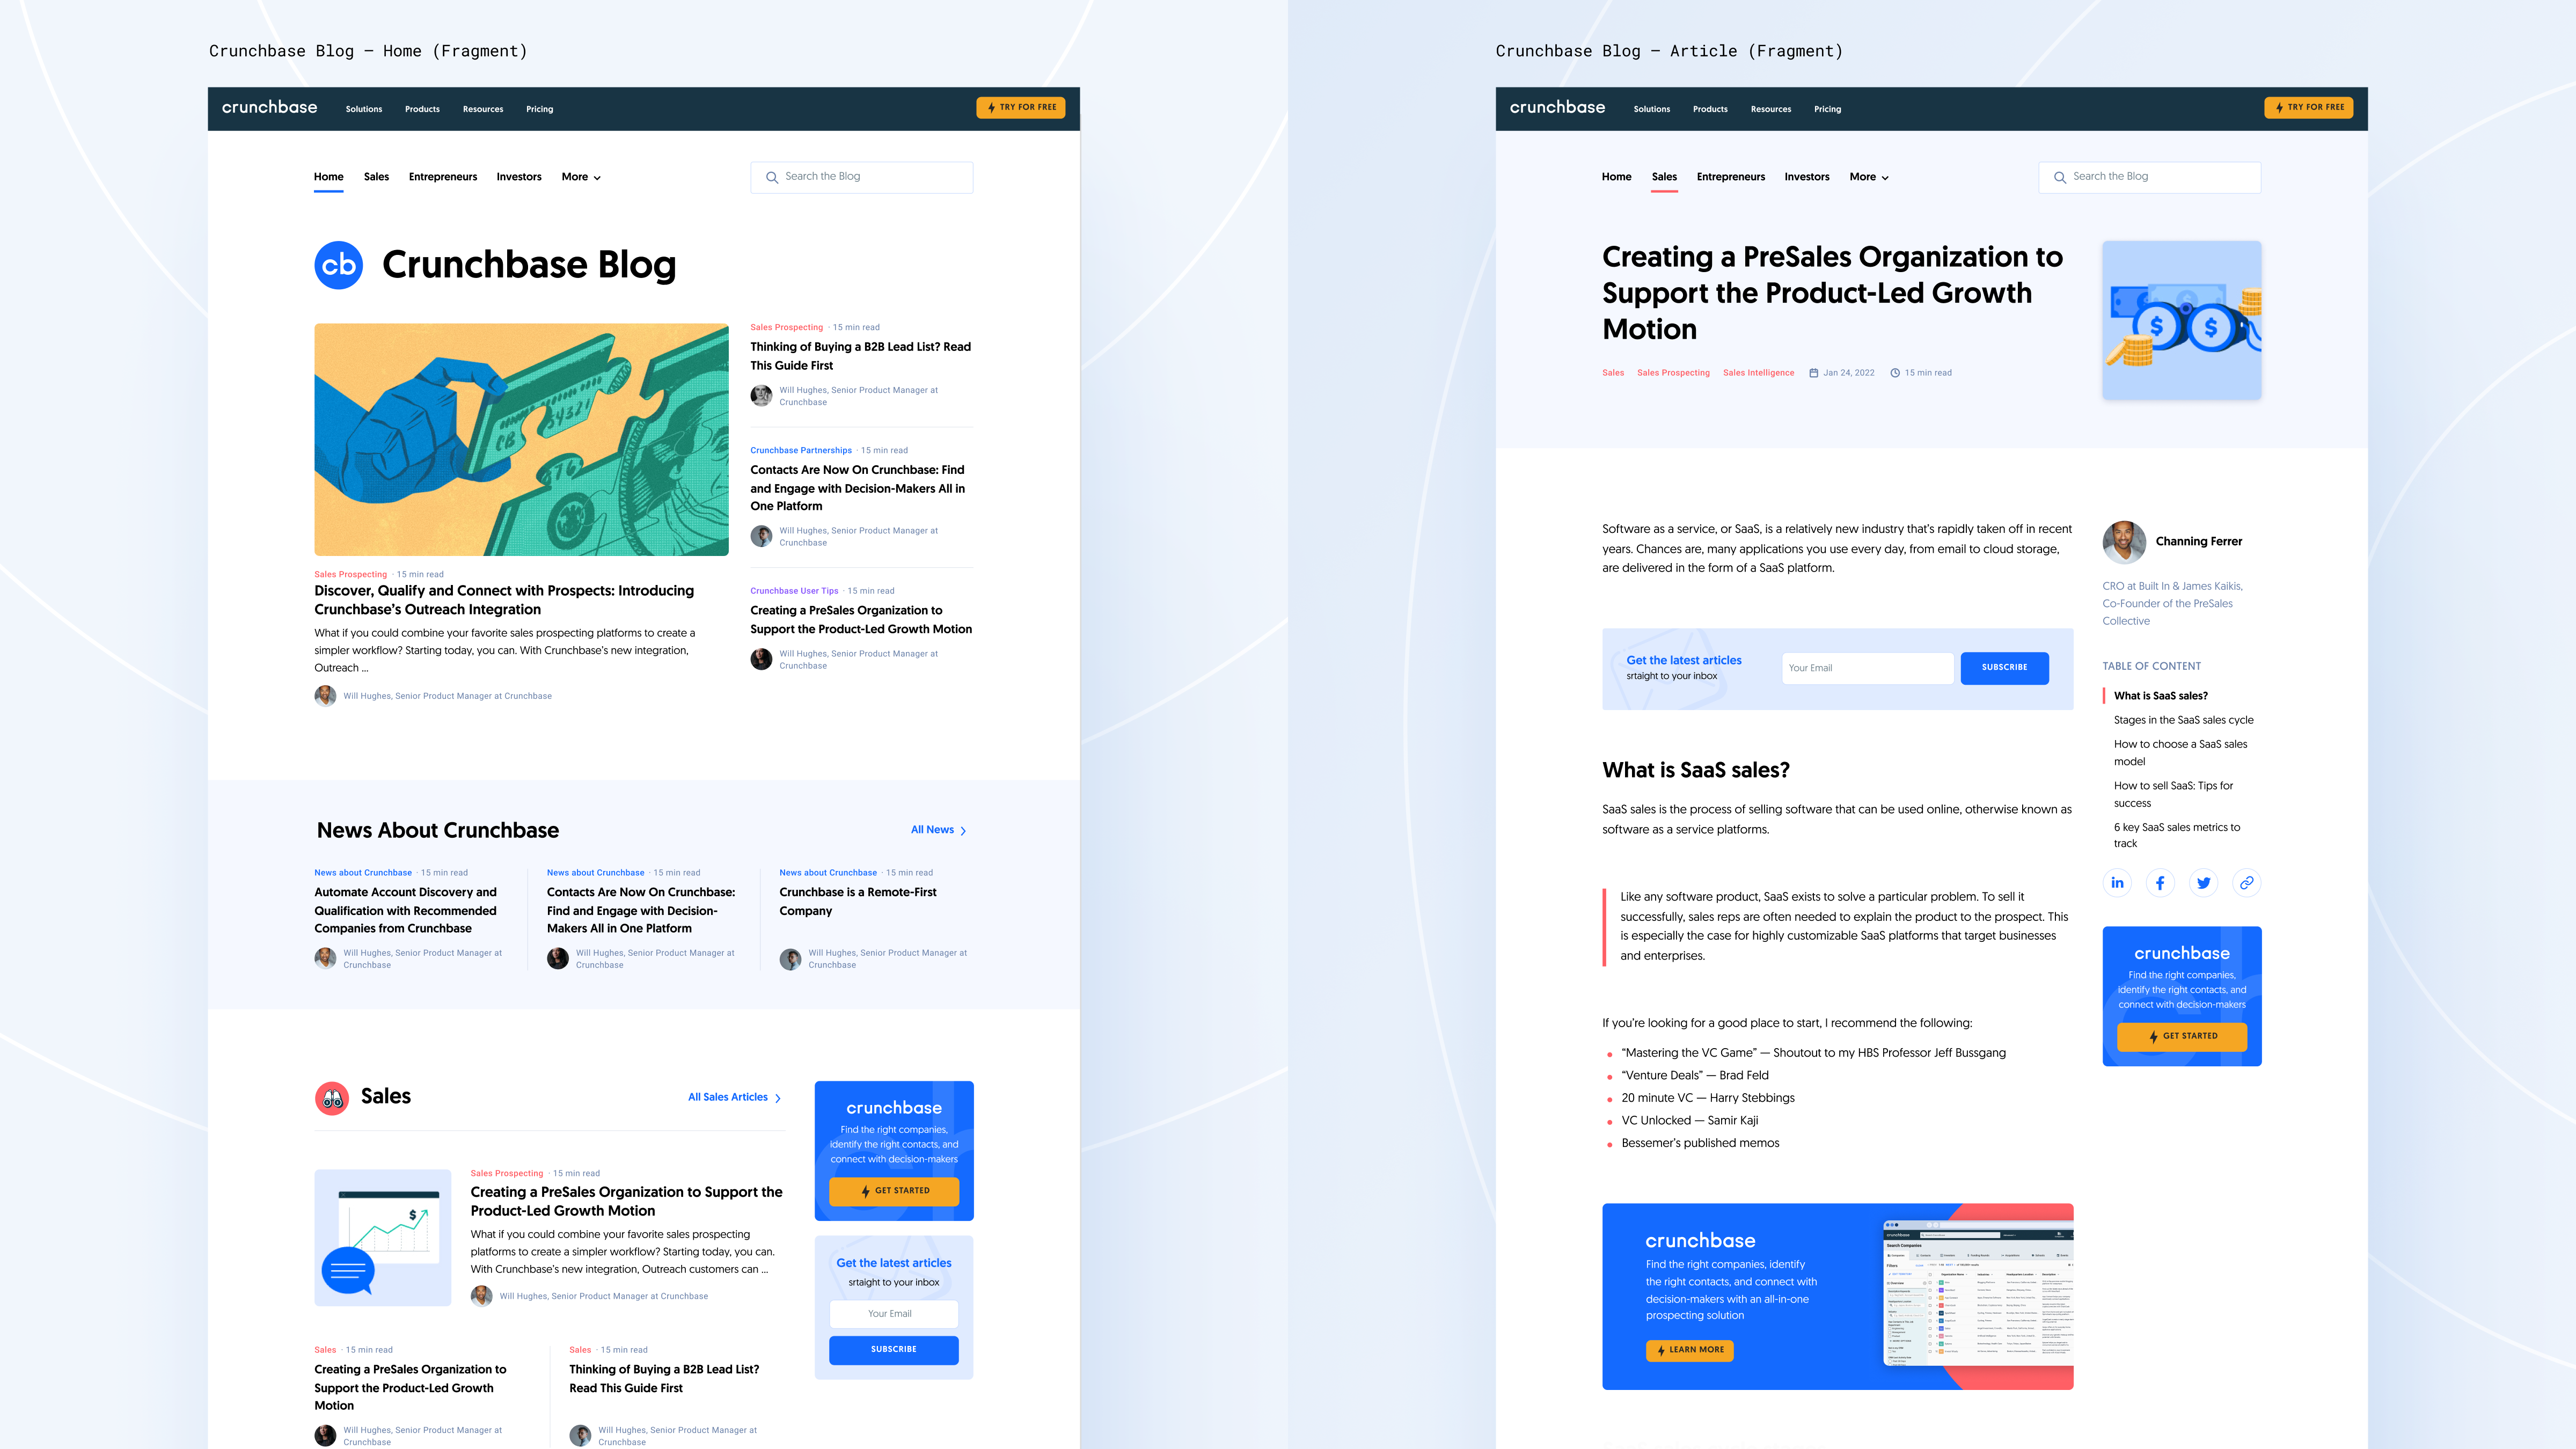 Crunchbase Blog — Home (Fragment)
crunchbase
Solutions
Products
Resources
Pricing
TRY FOR FREE
Home
Sales
Entrepreneurs
Investors
More
Search the Blog
cb
Crunchbase Blog
Sales Prospecting · 15 min read
Discover, Qualify and Connect with Prospects: Introducing
Crunchbase's Outreach Integration
What if you could combine your favorite sales prospecting platforms to create a
simpler workflow? Starting today, you can. With Crunchbase's new integration,
Outreach ...
Will Hughes, Senior Product Manager at Crunchbase
Sales Prospecting · 15 min read
Thinking of Buying a B2B Lead List? Read
This Guide First
Will Hughes, Senior Product Manager at
Crunchbase
Crunchbase Partnerships · 15 min read
Contacts Are Now On Crunchbase: Find
and Engage with Decision-Makers All in
One Platform
Will Hughes, Senior Product Manager at
Crunchbase
Crunchbase User Tips · 15 min read
Creating a PreSales Organization to
Support the Product-Led Growth Motion
Will Hughes, Senior Product Manager at
Crunchbase
News About Crunchbase
All News
News about Crunchbase · 15 min read
Automate Account Discovery and
Qualification with Recommended
Companies from Crunchbase
Will Hughes, Senior Product Manager at
Crunchbase
News about Crunchbase · 15 min read
Contacts Are Now On Crunchbase:
Find and Engage with Decision-
Makers All in One Platform
Will Hughes, Senior Product Manager at
Crunchbase
News about Crunchbase · 15 min read
Crunchbase is a Remote-First
Company
Will Hughes, Senior Product Manager at
Crunchbase
Sales
All Sales Articles
Sales Prospecting · 15 min read
Creating a PreSales Organization to Support the
Product-Led Growth Motion
What if you could combine your favorite sales prospecting
platforms to create a simpler workflow? Starting today, you can.
With Crunchbase's new integration, Outreach customers can ...
Will Hughes, Senior Product Manager at Crunchbase
Sales · 15 min read
Creating a PreSales Organization to
Support the Product-Led Growth
Motion
Will Hughes, Senior Product Manager at
Crunchbase
Sales · 15 min read
Thinking of Buying a B2B Lead List?
Read This Guide First
Will Hughes, Senior Product Manager at
Crunchbase
crunchbase
Find the right companies,
identify the right contacts, and
connect with decision-makers
GET STARTED
Get the latest articles
srtaight to your inbox
Your Email
SUBSCRIBE
Crunchbase Blog — Article (Fragment)
crunchbase
Solutions
Products
Resources
Pricing
TRY FOR FREE
Home
Sales
Entrepreneurs
Investors
More
Search the Blog
Creating a PreSales Organization to
Support the Product-Led Growth
Motion
Sales
Sales Prospecting
Sales Intelligence
Jan 24, 2022
15 min read
Software as a service, or SaaS, is a relatively new industry that's rapidly taken off in recent
years. Chances are, many applications you use every day, from email to cloud storage,
are delivered in the form of a SaaS platform.
Get the latest articles
srtaight to your inbox
Your Email
SUBSCRIBE
What is SaaS sales?
SaaS sales is the process of selling software that can be used online, otherwise known as
software as a service platforms.
Like any software product, SaaS exists to solve a particular problem. To sell it
successfully, sales reps are often needed to explain the product to the prospect. This
is especially the case for highly customizable SaaS platforms that target businesses
and enterprises.
If you're looking for a good place to start, I recommend the following:
“Mastering the VC Game” — Shoutout to my HBS Professor Jeff Bussgang
“Venture Deals” — Brad Feld
20 minute VC — Harry Stebbings
VC Unlocked — Samir Kaji
Bessemer's published memos
crunchbase
Find the right companies, identify
the right contacts, and connect with
decision-makers with an all-in-one
prospecting solution
LEARN MORE
crunchbase
Search Companies
Filters
Channing Ferrer
CRO at Built In & James Kaikis,
Co-Founder of the PreSales
Collective
TABLE OF CONTENT
What is SaaS sales?
Stages in the SaaS sales cycle
How to choose a SaaS sales
model
How to sell SaaS: Tips for
success
6 key SaaS sales metrics to
track
crunchbase
Find the right companies,
identify the right contacts, and
connect with decision-makers
GET STARTED